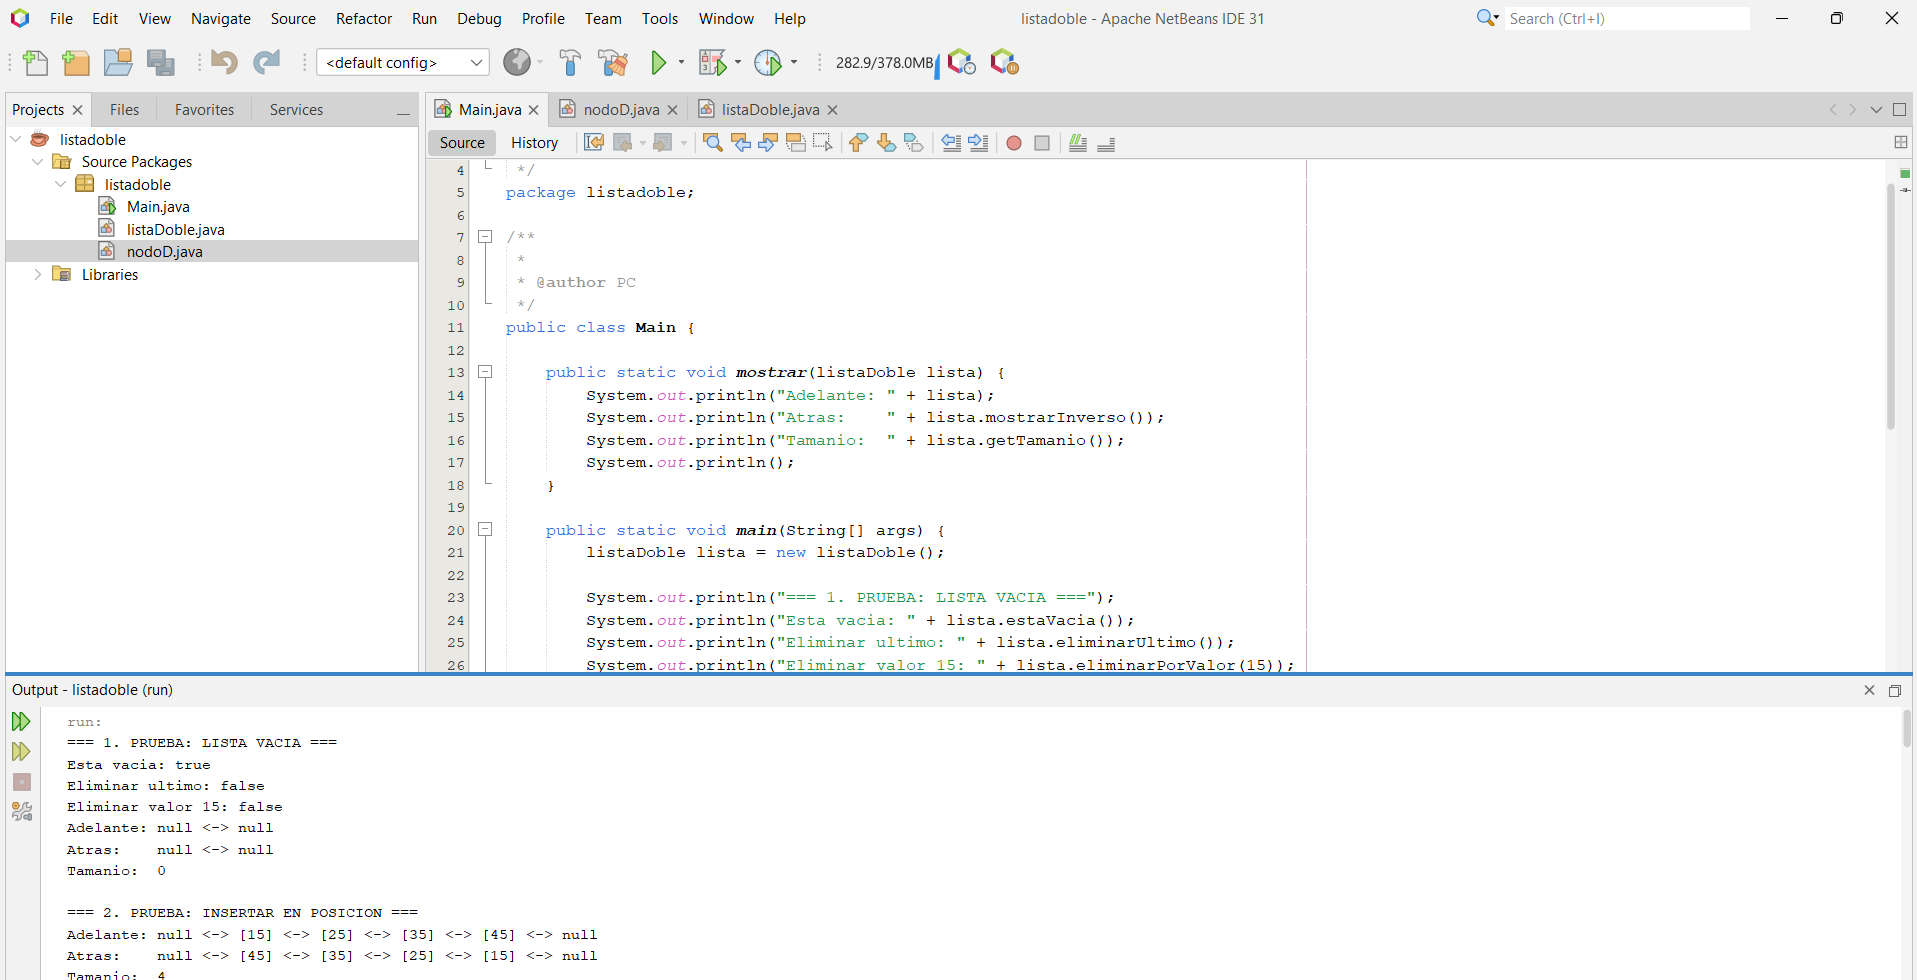 File Edit View Navigate Source Refactor Run Debug Profile Team Tools Window Help
listadoble - Apache NetBeans IDE 31
Search (Ctrl+I)
<default config>
282.9/378.0MB
Projects
Files
Favorites
Services
listadoble
Source Packages
listadoble
Main.java
listaDoble.java
nodoD.java
Libraries
Main.java
nodoD.java
listaDoble.java
Source
History
4 */
5 package listadoble;
6
7 /**
8 *
9 * @author PC
10 */
11 public class Main {
12
13 public static void mostrar(listaDoble lista) {
14 System.out.println("Adelante: " + lista);
15 System.out.println("Atras:    " + lista.mostrarInverso());
16 System.out.println("Tamanio:  " + lista.getTamanio());
17 System.out.println();
18 }
19
20 public static void main(String[] args) {
21 listaDoble lista = new listaDoble();
22
23 System.out.println("=== 1. PRUEBA: LISTA VACIA ===");
24 System.out.println("Esta vacia: " + lista.estaVacia());
25 System.out.println("Eliminar ultimo: " + lista.eliminarUltimo());
26 System.out.println("Eliminar valor 15: " + lista.eliminarPorValor(15));
Output - listadoble (run)
run:
=== 1. PRUEBA: LISTA VACIA ===
Esta vacia: true
Eliminar ultimo: false
Eliminar valor 15: false
Adelante: null <-> null
Atras:    null <-> null
Tamanio:  0
=== 2. PRUEBA: INSERTAR EN POSICION ===
Adelante: null <-> [15] <-> [25] <-> [35] <-> [45] <-> null
Atras:    null <-> [45] <-> [35] <-> [25] <-> [15] <-> null
Tamanio:  4